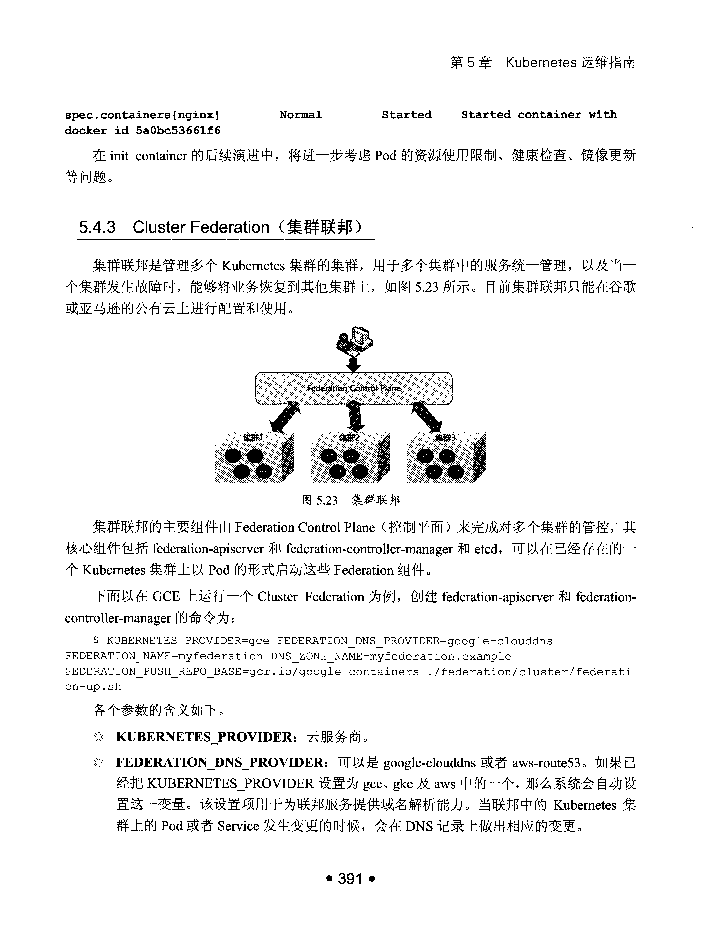 第 5 章 Kubernetes 运维指南
spec.containers{nginx} Normal Started Started container with
docker id 5a0bc53661f6
在 init container 的后续演进中，将进一步考虑 Pod 的资源使用限制、健康检查、镜像更新
等问题。
5.4.3 Cluster Federation（集群联邦）
集群联邦是管理多个 Kubernetes 集群的集群，用于多个集群中的服务统一管理，以及当一
个集群发生故障时，能够将业务恢复到其他集群上，如图 5.23 所示。目前集群联邦只能在谷歌
或亚马逊的公有云上进行配置和使用。
Federation Control Plane
集群1 集群2 集群3
图 5.23 集群联邦
集群联邦的主要组件由 Federation Control Plane（控制平面）来完成对多个集群的管控，其
核心组件包括 federation-apiserver 和 federation-controller-manager 和 etcd，可以在已经存在的一
个 Kubernetes 集群上以 Pod 的形式启动这些 Federation 组件。
下面以在 GCE 上运行一个 Cluster Federation 为例，创建 federation-apiserver 和 federation-
controller-manager 的命令为：
$ KUBERNETES_PROVIDER=gce FEDERATION_DNS_PROVIDER=google-clouddns
FEDERATION_NAME=myfederation DNS_ZONE_NAME=myfederation.example
FEDERATION_PUSH_REPO_BASE=gcr.io/google_containers ./federation/cluster/federati
on-up.sh
各个参数的含义如下。
◎ KUBERNETES_PROVIDER：云服务商。
◎ FEDERATION_DNS_PROVIDER：可以是 google-clouddns 或者 aws-route53。如果已
经把 KUBERNETES_PROVIDER 设置为 gce、gke 及 aws 中的一个，那么系统会自动设
置这一变量。该设置项用于为联邦服务提供域名解析能力。当联邦中的 Kubernetes 集
群上的 Pod 或者 Service 发生变更的时候，会在 DNS 记录上做出相应的变更。
• 391 •